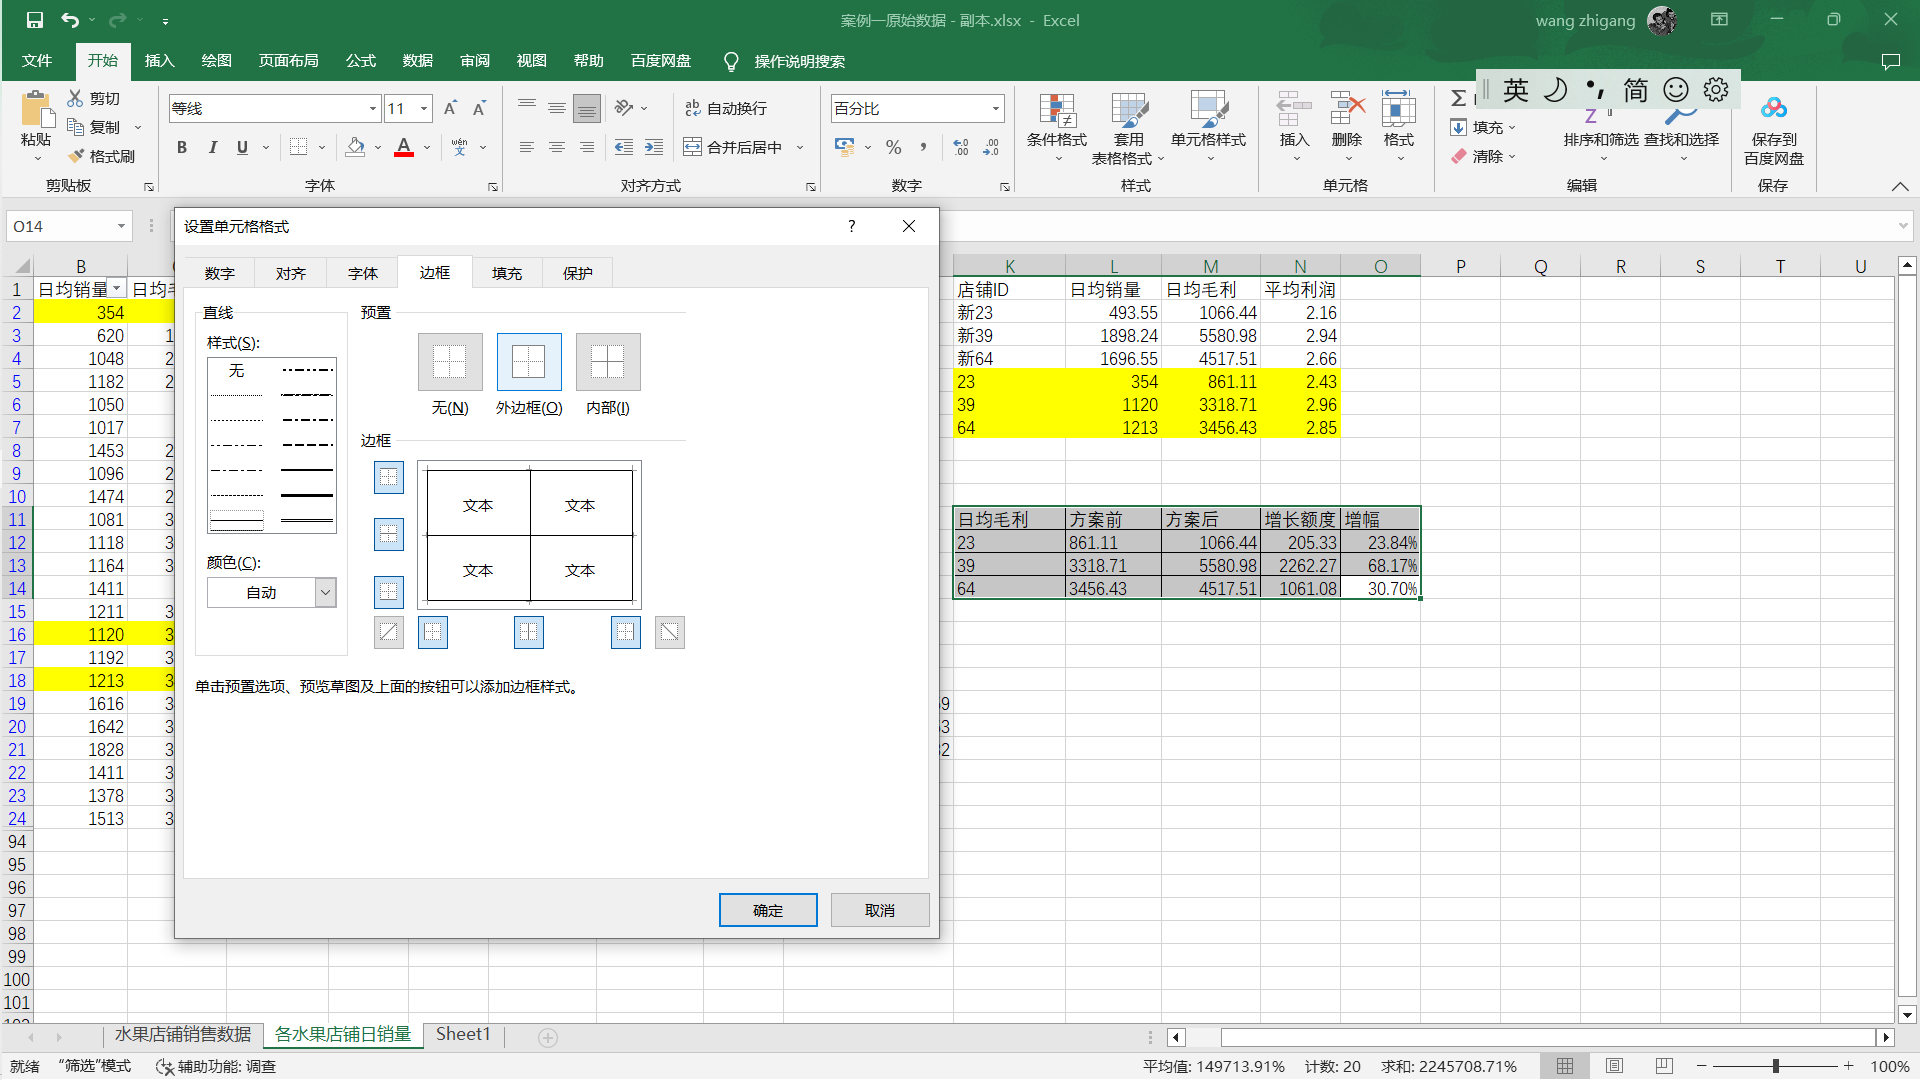 案例一原始数据 - 副本.xlsx - Excel
wang zhigang
文件 开始 插入 绘图 页面布局 公式 数据 审阅 视图 帮助 百度网盘 操作说明搜索
英 简
粘贴 剪切 复制 格式刷
剪贴板
等线 11
B I U A wén 文
字体
ab 自动换行
合并后居中
对齐方式
百分比
%
数字
条件格式 套用 表格格式 单元格样式
样式
插入 删除 格式
单元格
Σ 填充 清除 排序和筛选 查找和选择
编辑
保存到 百度网盘
保存
O14
设置单元格格式 ?
数字 对齐 字体 边框 填充 保护
直线
样式(S):
无
颜色(C):
自动
预置
无(N) 外边框(O) 内部(I)
边框
文本 文本
文本 文本
单击预置选项、预览草图及上面的按钮可以添加边框样式。
确定 取消
B K L M N O P Q R S T U
1 日均销量 日均 店铺ID 日均销量 日均毛利 平均利润
2 354 新23 493.55 1066.44 2.16
3 620 1 新39 1898.24 5580.98 2.94
4 1048 2 新64 1696.55 4517.51 2.66
5 1182 2 23 354 861.11 2.43
6 1050 39 1120 3318.71 2.96
7 1017 64 1213 3456.43 2.85
8 1453 2
9 1096 2
10 1474 2
11 1081 3 日均毛利 方案前 方案后 增长额度 增幅
12 1118 3 23 861.11 1066.44 205.33 23.84%
13 1164 3 39 3318.71 5580.98 2262.27 68.17%
14 1411 64 3456.43 4517.51 1061.08 30.70%
15 1211 3
16 1120 3
17 1192 3
18 1213 3
19 1616 3
20 1642 3
21 1828 3
22 1411 3
23 1378 3
24 1513 3
94
95
96
97
98
99
100
101
水果店铺销售数据 各水果店铺日销量 Sheet1
就绪 “筛选”模式 辅助功能: 调查 平均值: 149713.91% 计数: 20 求和: 2245708.71% 100%